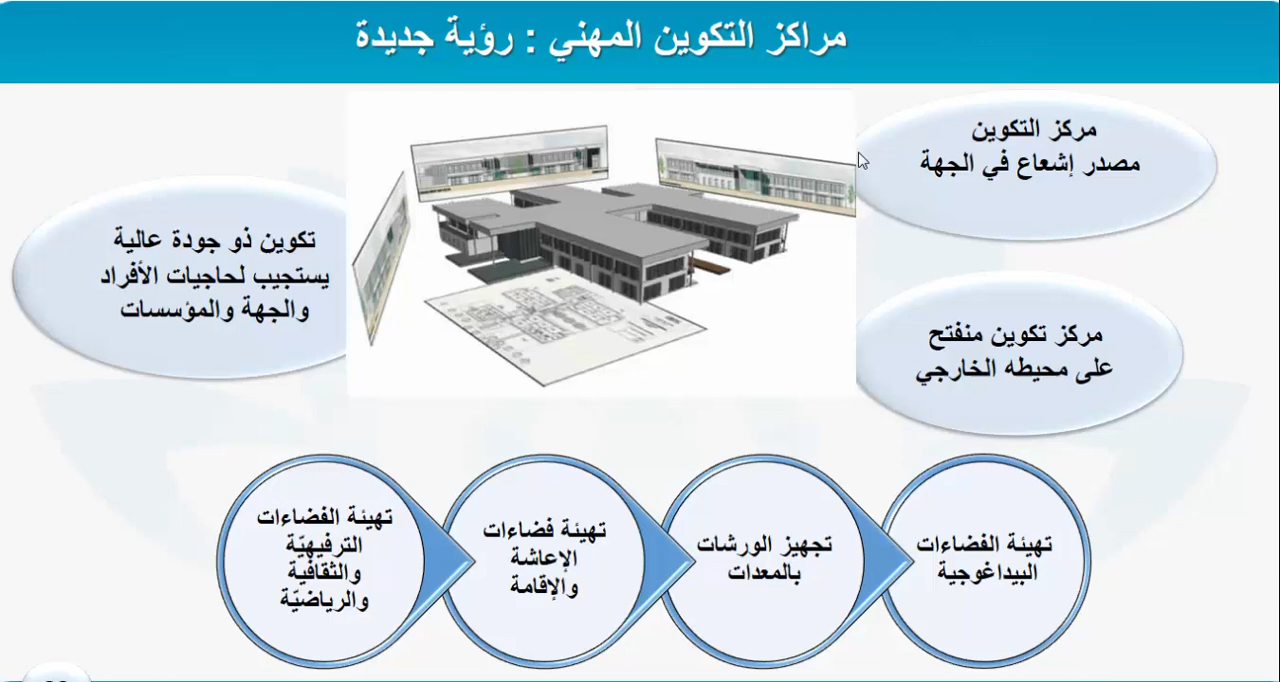 مراكز التكوين المهني : رؤية جديدة
مركز التكوين
مصدر إشعاع في الجهة
تكوين ذو جودة عالية
يستجيب لحاجيات الأفراد
والجهة والمؤسسات
مركز تكوين منفتح
على محيطه الخارجي
تهيئة الفضاءات
البيداغوجية
تجهيز الورشات
بالمعدات
تهيئة فضاءات
الإعاشة
والإقامة
تهيئة الفضاءات
الترفيهيّة
والثقافية
والرياضيّة